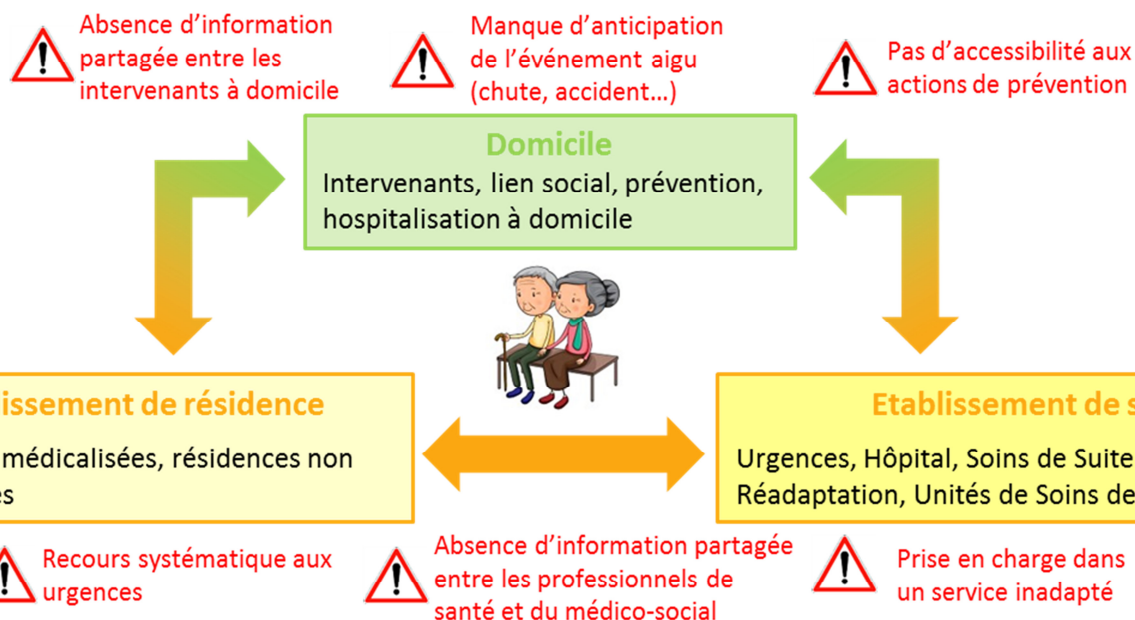 Absence d’information
partagée entre les
intervenants à domicile
Manque d’anticipation
de l’événement aigu
(chute, accident…)
Pas d’accessibilité aux
actions de prévention
Domicile
Intervenants, lien social, prévention,
hospitalisation à domicile
issement de résidence
médicalisées, résidences non
es
Etablissement de s
Urgences, Hôpital, Soins de Suite
Réadaptation, Unités de Soins de
Recours systématique aux
urgences
Absence d’information partagée
entre les professionnels de
santé et du médico-social
Prise en charge dans
un service inadapté